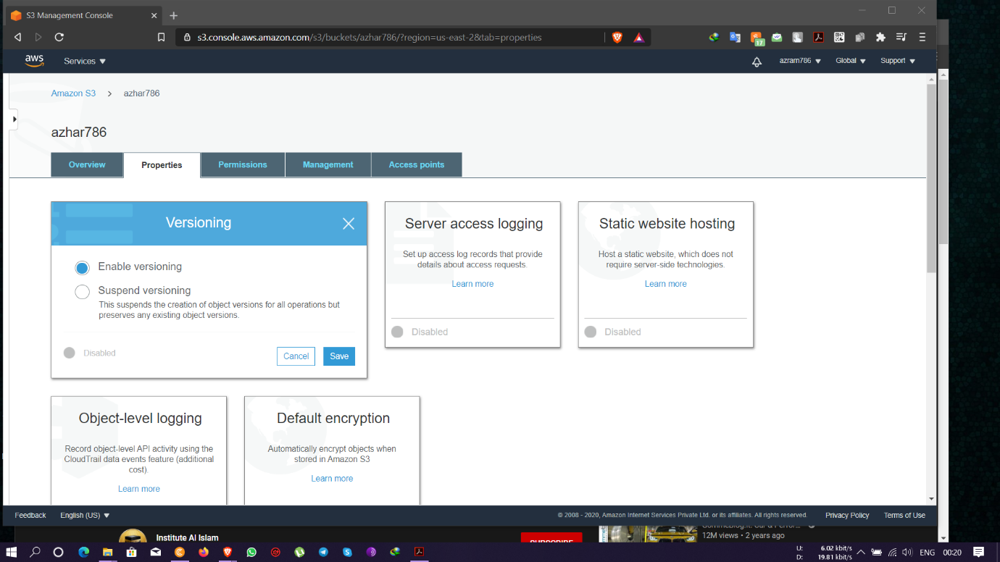 S3 Management Console
s3.console.aws.amazon.com/s3/buckets/azhar786/?region=us-east-2&tab=properties
17
aws
Services
azram786
Global
Support
Amazon S3
azhar786
azhar786
Overview
Properties
Permissions
Management
Access points
Versioning
Enable versioning
Suspend versioning
This suspends the creation of object versions for all operations but
preserves any existing object versions.
Disabled
Cancel
Save
Server access logging
Set up access log records that provide
details about access requests.
Learn more
Disabled
Static website hosting
Host a static website, which does not
require server-side technologies.
Learn more
Disabled
Object-level logging
Record object-level API activity using the
CloudTrail data events feature (additional
cost).
Learn more
Default encryption
Automatically encrypt objects when
stored in Amazon S3
Learn more
Feedback
English (US)
© 2008 - 2020, Amazon Internet Services Private Ltd. or its affiliates. All rights reserved.
Privacy Policy
Terms of Use
Institute Al Islam
SUBSCRIBE
12M views • 2 years ago
U: 6.02 kbit/s
D: 19.81 kbit/s
ENG
00:20